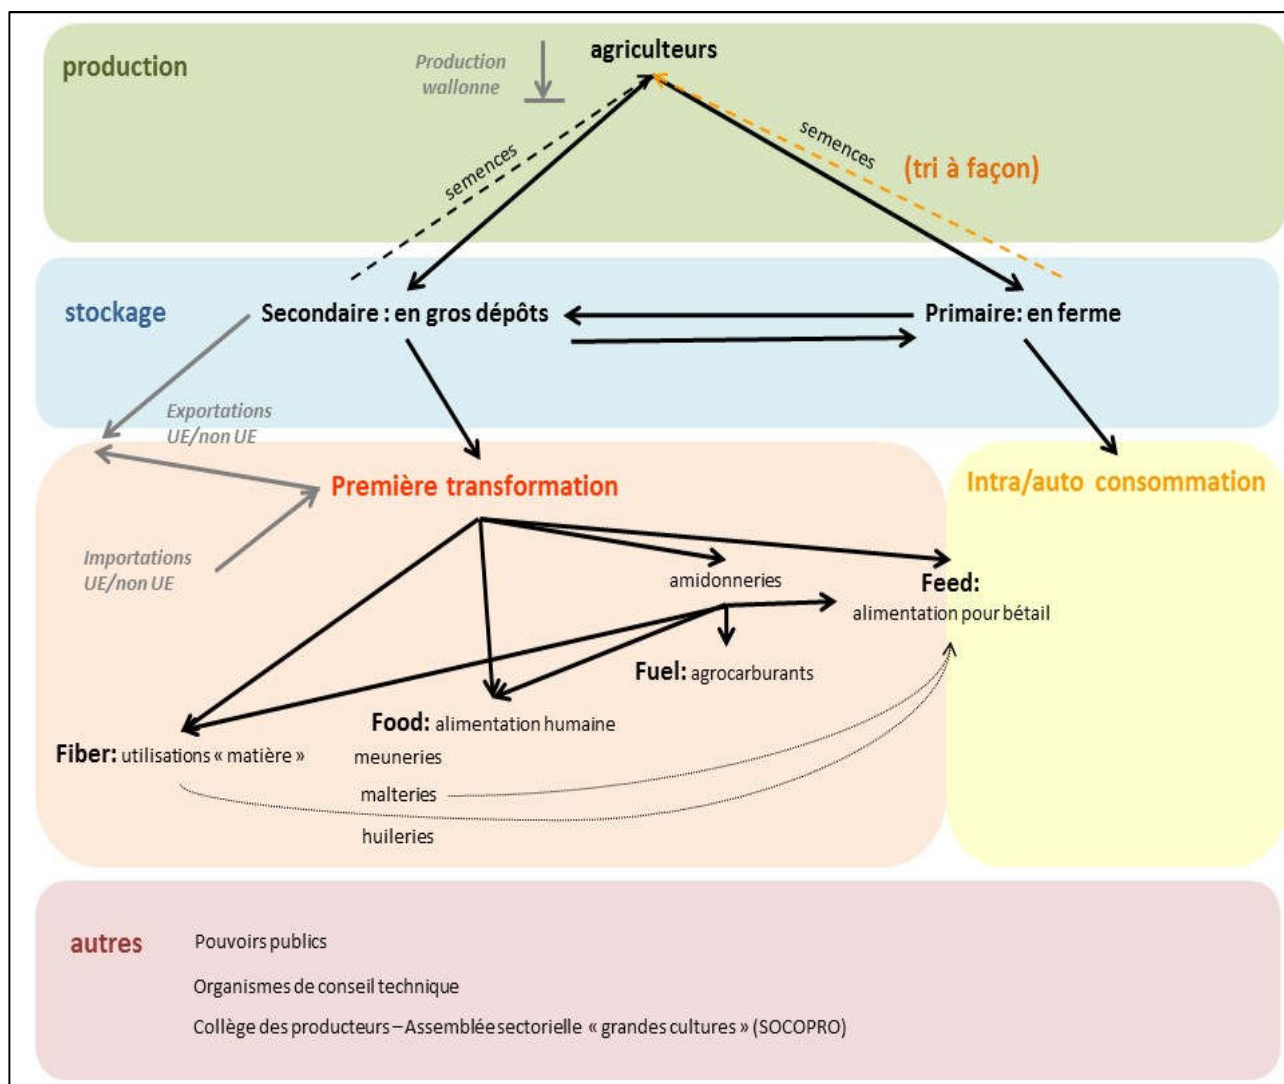 production
Production
wallonne
agriculteurs
semences
semences
(tri à façon)
stockage
Secondaire : en gros dépôts
Primaire: en ferme
Exportations
UE/non UE
Première transformation
Intra/auto consommation
Importations
UE/non UE
amidonneries
Feed:
alimentation pour bétail
Fuel: agrocarburants
Food: alimentation humaine
Fiber: utilisations « matière »
meuneries
malteries
huileries
autres
Pouvoirs publics
Organismes de conseil technique
Collège des producteurs – Assemblée sectorielle « grandes cultures » (SOCOPRO)